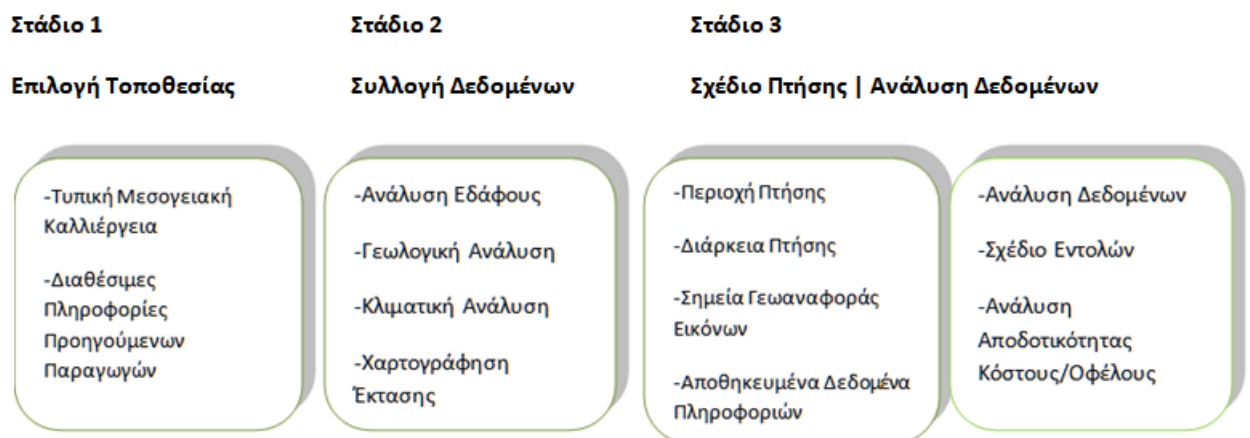 Στάδιο 1
Στάδιο 2
Στάδιο 3
Επιλογή Τοποθεσίας
Συλλογή Δεδομένων
Σχέδιο Πτήσης | Ανάλυση Δεδομένων
-Τυπική Μεσογειακή
Καλλιέργεια
-Διαθέσιμες
Πληροφορίες
Προηγούμενων
Παραγωγών
-Ανάλυση Εδάφους
-Γεωλογική Ανάλυση
-Κλιματική Ανάλυση
-Χαρτογράφηση
Έκτασης
-Περιοχή Πτήσης
-Διάρκεια Πτήσης
-Σημεία Γεωαναφοράς
Εικόνων
-Αποθηκευμένα Δεδομένα
Πληροφοριών
-Ανάλυση Δεδομένων
-Σχέδιο Εντολών
-Ανάλυση
Αποδοτικότητας
Κόστους/Οφέλους